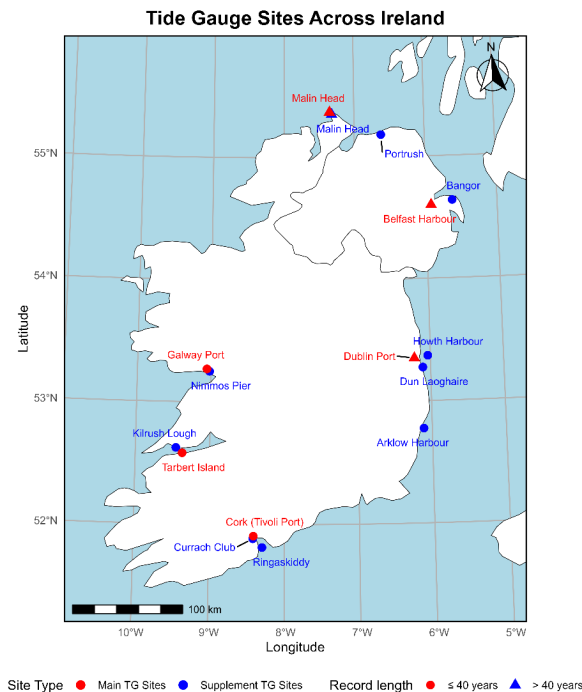 Tide Gauge Sites Across Ireland
N
Malin Head
Malin Head
Portrush
55°N
Bangor
Belfast Harbour
54°N
Latitude
Howth Harbour
Galway Port
Dublin Port
Nimmos Pier
Dun Laoghaire
53°N
Kilrush Lough
Arklow Harbour
Tarbert Island
52°N
Cork (Tivoli Port)
Currach Club
Ringaskiddy
100 km
10°W 9°W 8°W 7°W 6°W 5°W
Longitude
Site Type Main TG Sites Supplement TG Sites Record length ≤ 40 years > 40 years